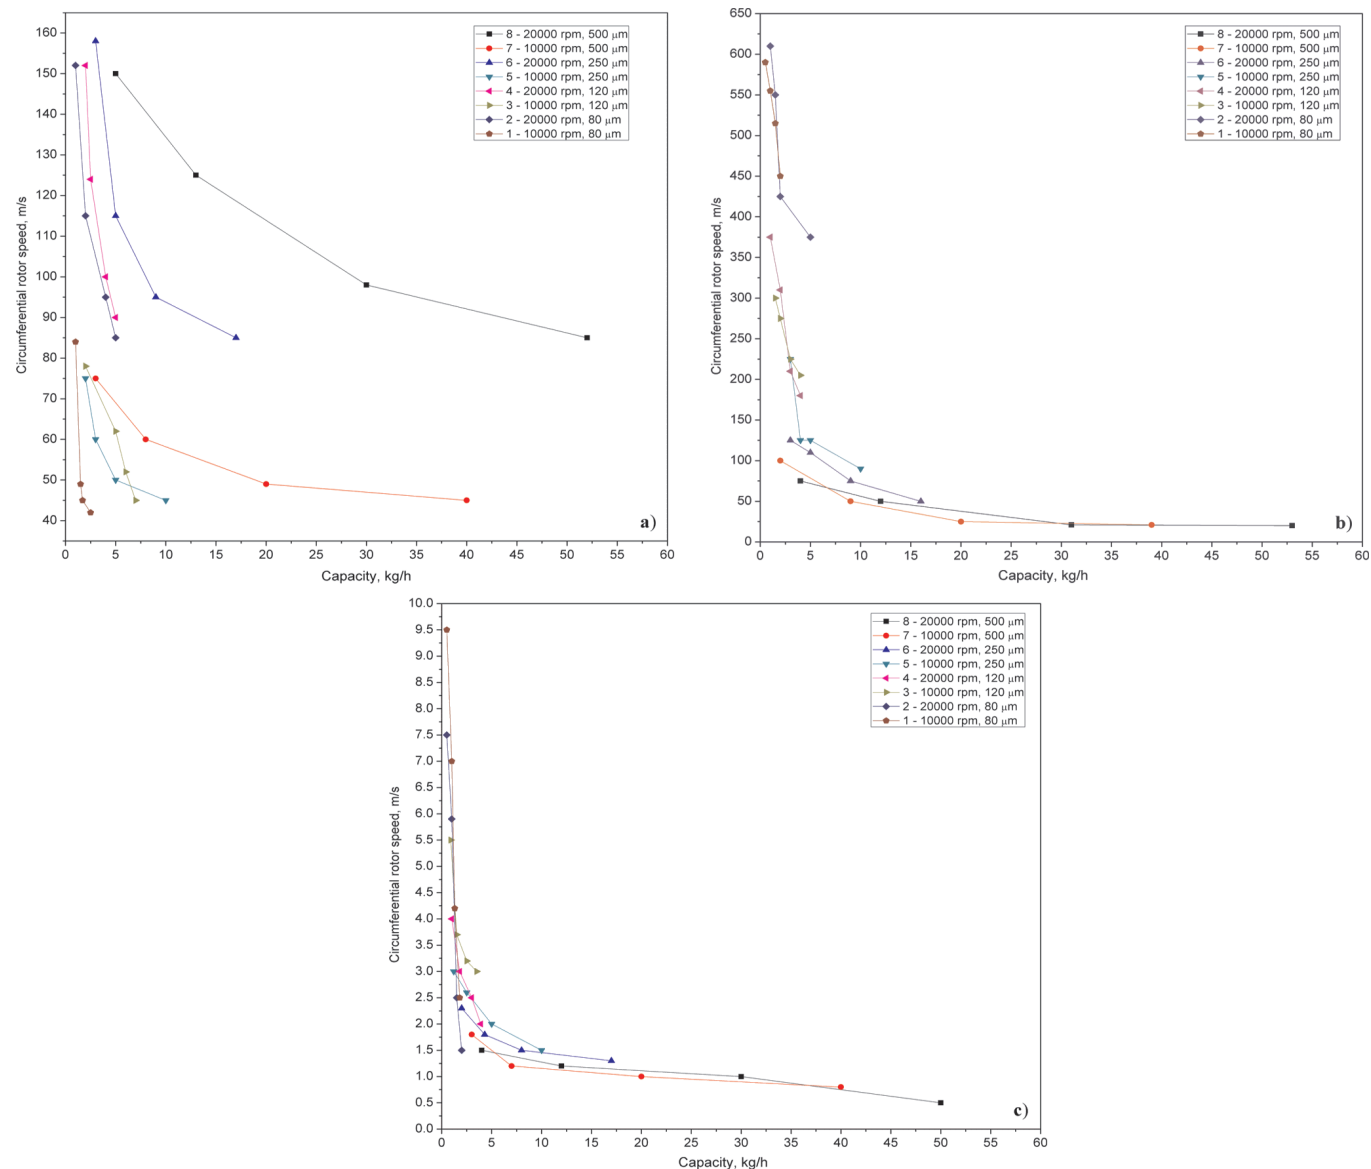 160
150
140
130
120
110
100
90
80
70
60
50
40
Circumferential rotor speed, m/s
8 - 20000 rpm, 500 μm
7 - 10000 rpm, 500 μm
6 - 20000 rpm, 250 μm
5 - 10000 rpm, 250 μm
4 - 20000 rpm, 120 μm
3 - 10000 rpm, 120 μm
2 - 20000 rpm, 80 μm
1 - 10000 rpm, 80 μm
a)
0 5 10 15 20 25 30 35 40 45 50 55 60
Capacity, kg/h
650
600
550
500
450
400
350
300
250
200
150
100
50
0
Circumferential rotor speed, m/s
8 - 20000 rpm, 500 μm
7 - 10000 rpm, 500 μm
6 - 20000 rpm, 250 μm
5 - 10000 rpm, 250 μm
4 - 20000 rpm, 120 μm
3 - 10000 rpm, 120 μm
2 - 20000 rpm, 80 μm
1 - 10000 rpm, 80 μm
b)
0 5 10 15 20 25 30 35 40 45 50 55 60
Capacity, kg/h
10.0
9.5
9.0
8.5
8.0
7.5
7.0
6.5
6.0
5.5
5.0
4.5
4.0
3.5
3.0
2.5
2.0
1.5
1.0
0.5
0.0
Circumferential rotor speed, m/s
8 - 20000 rpm, 500 μm
7 - 10000 rpm, 500 μm
6 - 20000 rpm, 250 μm
5 - 10000 rpm, 250 μm
4 - 20000 rpm, 120 μm
3 - 10000 rpm, 120 μm
2 - 20000 rpm, 80 μm
1 - 10000 rpm, 80 μm
c)
0 5 10 15 20 25 30 35 40 45 50 55 60
Capacity, kg/h